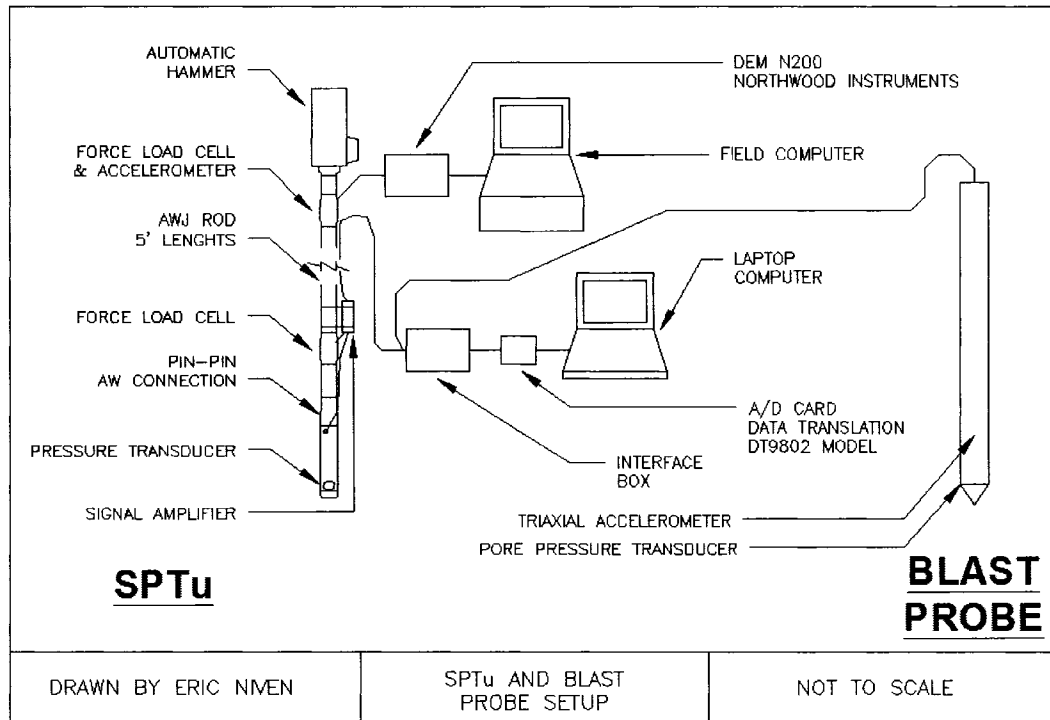 AUTOMATIC
HAMMER
FORCE LOAD CELL
& ACCELEROMETER
AWJ ROD
5' LENGHTS
FORCE LOAD CELL
PIN-PIN
AW CONNECTION
PRESSURE TRANSDUCER
SIGNAL AMPLIFIER
SPTu
DEM N200
NORTHWOOD INSTRUMENTS
FIELD COMPUTER
LAPTOP
COMPUTER
A/D CARD
DATA TRANSLATION
DT9802 MODEL
INTERFACE
BOX
TRIAXIAL ACCELEROMETER
PORE PRESSURE TRANSDUCER
BLAST
PROBE
DRAWN BY ERIC NIVEN
SPTu AND BLAST
PROBE SETUP
NOT TO SCALE